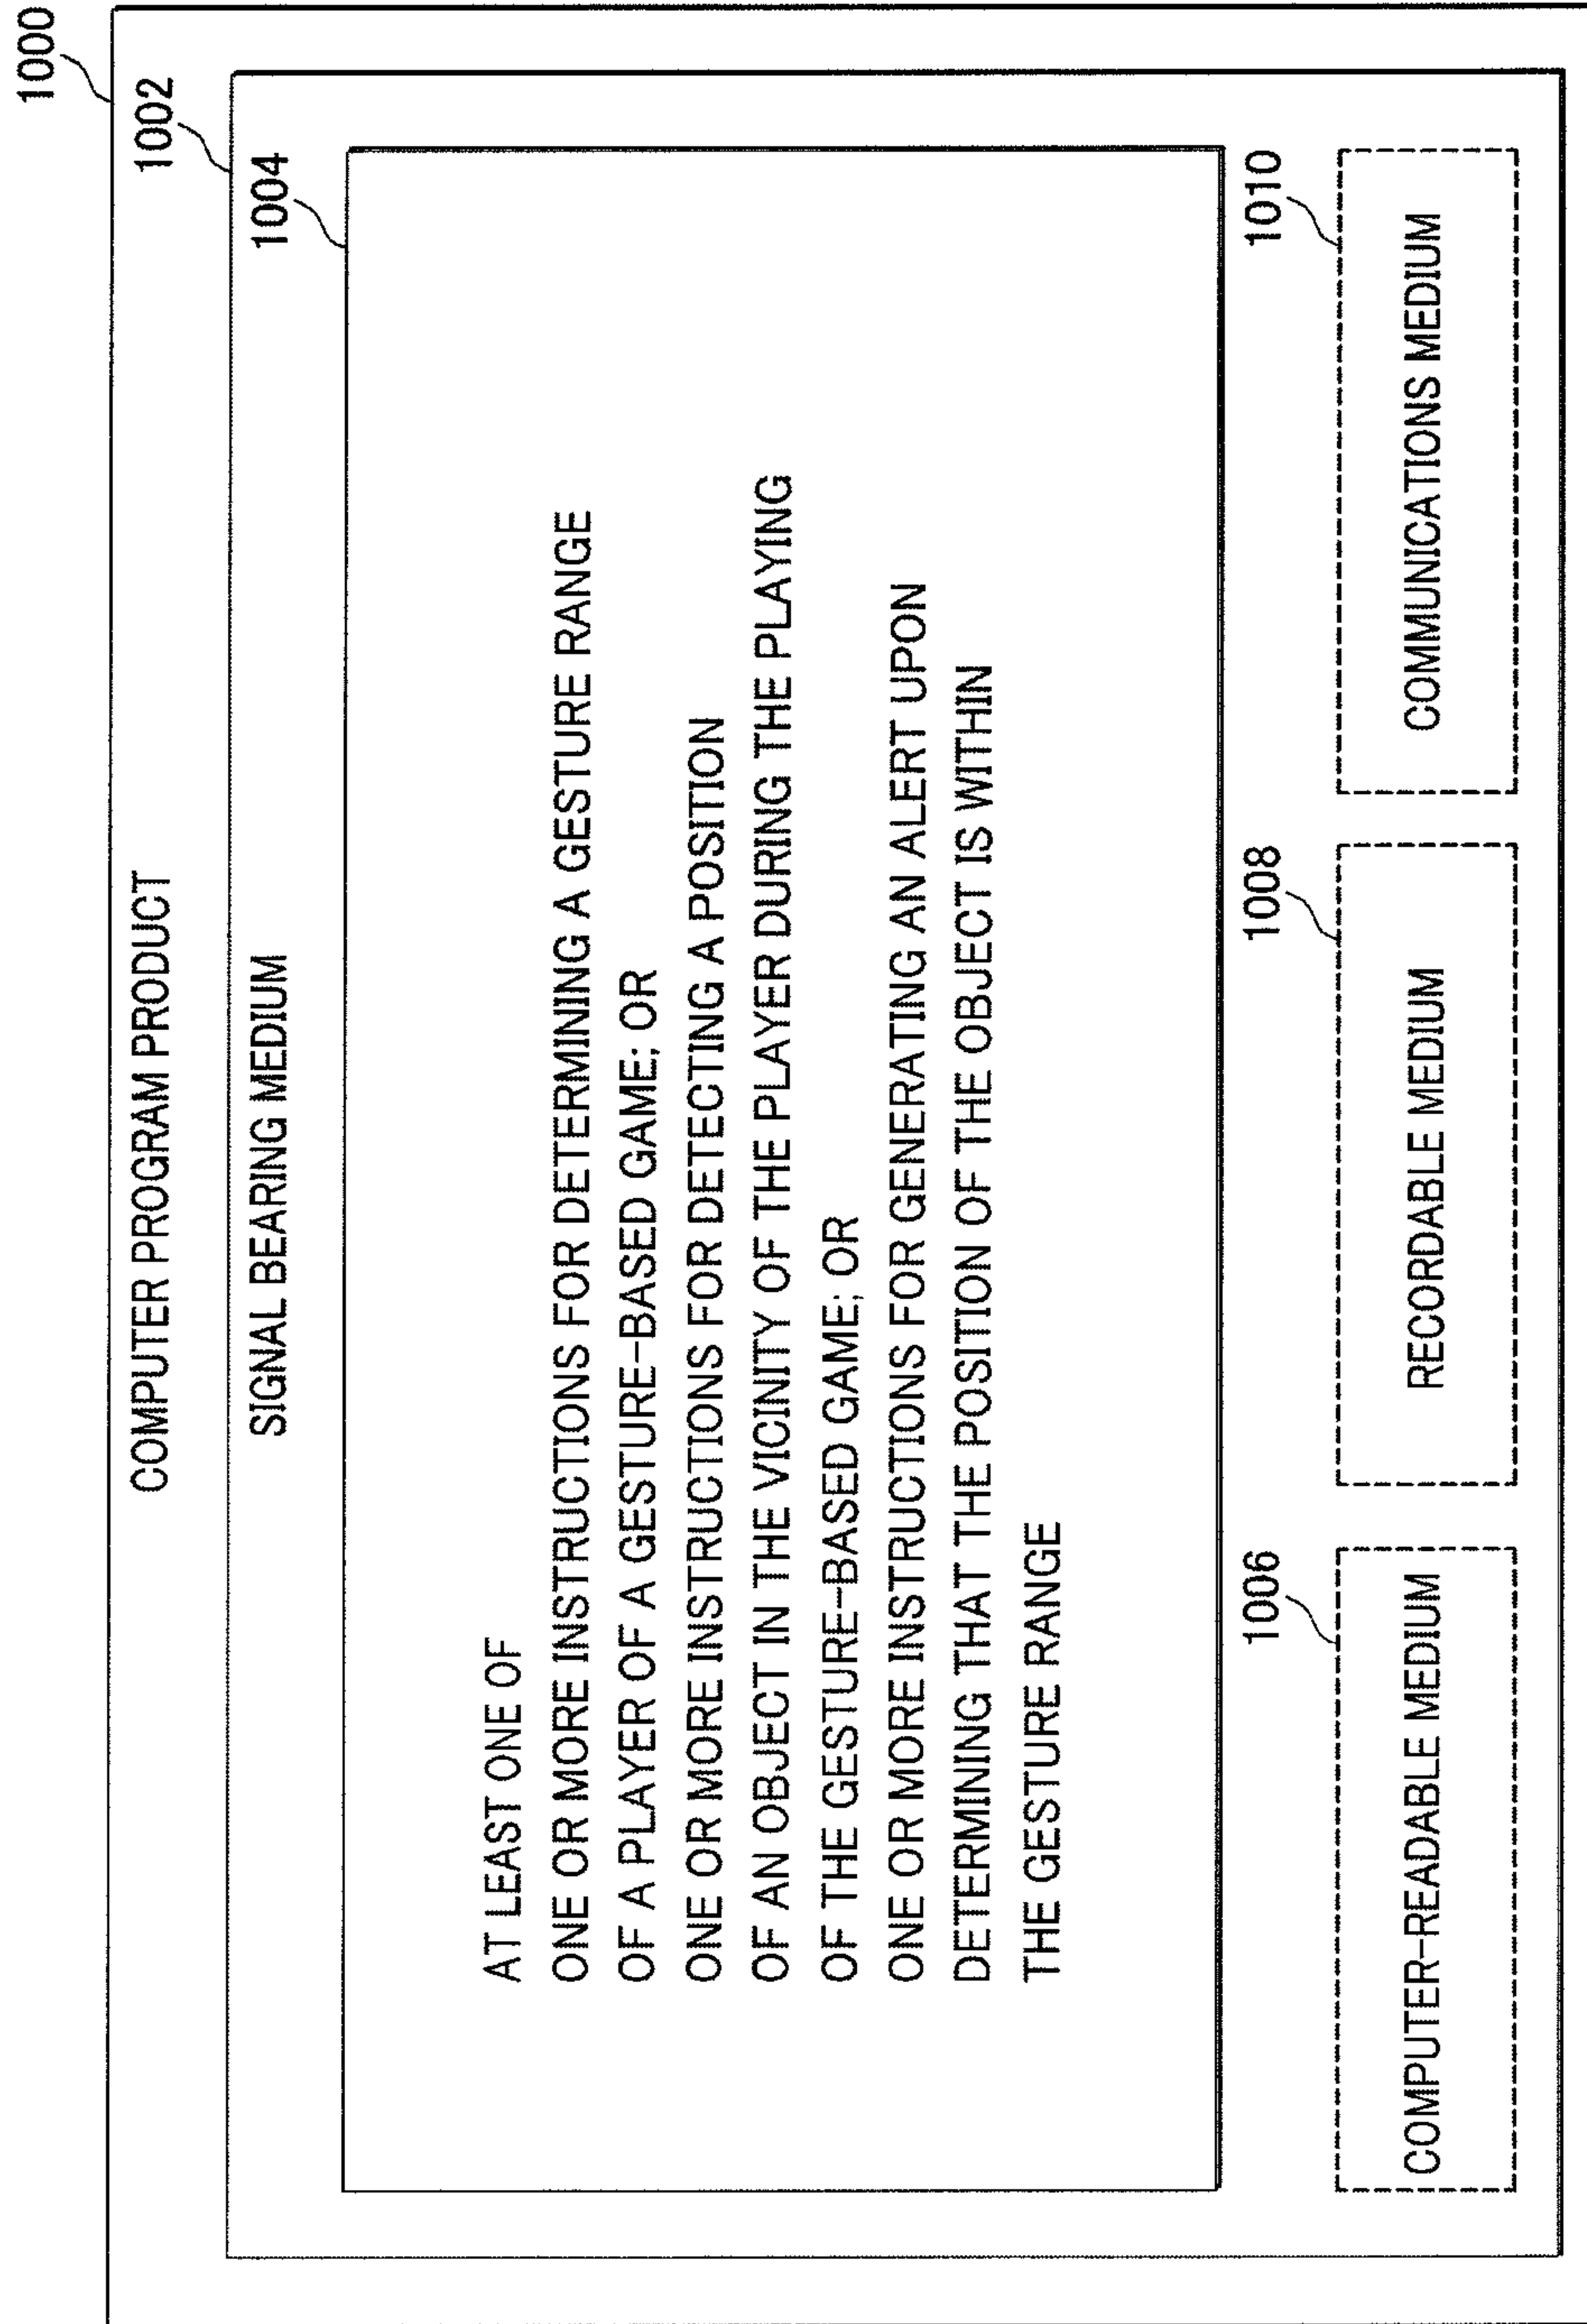 1000
COMPUTER PROGRAM PRODUCT
1002
SIGNAL BEARING MEDIUM
1004
AT LEAST ONE OF
ONE OR MORE INSTRUCTIONS FOR DETERMINING A GESTURE RANGE
OF A PLAYER OF A GESTURE-BASED GAME; OR
ONE OR MORE INSTRUCTIONS FOR DETECTING A POSITION
OF AN OBJECT IN THE VICINITY OF THE PLAYER DURING THE PLAYING
OF THE GESTURE-BASED GAME; OR
ONE OR MORE INSTRUCTIONS FOR GENERATING AN ALERT UPON
DETERMINING THAT THE POSITION OF THE OBJECT IS WITHIN
THE GESTURE RANGE
1006
COMPUTER-READABLE MEDIUM
1008
RECORDABLE MEDIUM
1010
COMMUNICATIONS MEDIUM